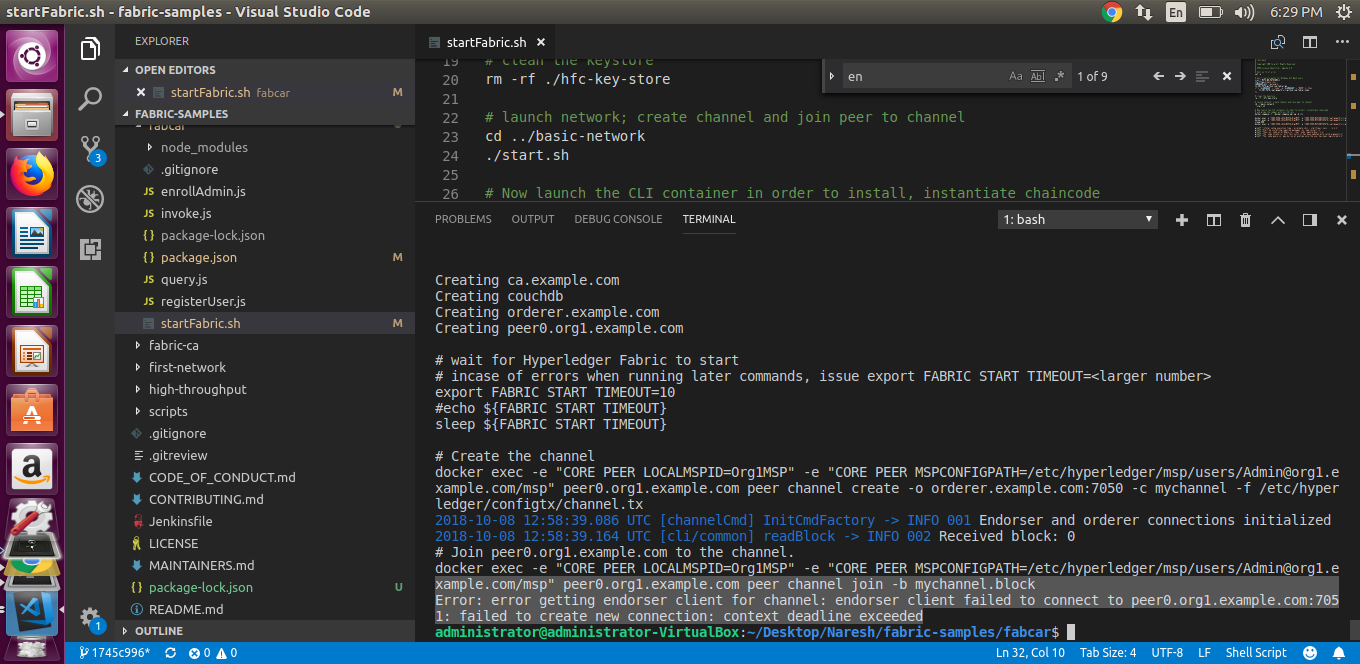 startFabric.sh - fabric-samples - Visual Studio Code
En
6:29 PM
EXPLORER
OPEN EDITORS
startFabric.sh fabcar M
FABRIC-SAMPLES
fabcar
node_modules
.gitignore
JS enrollAdmin.js
JS invoke.js
{} package-lock.json
{} package.json M
JS query.js
JS registerUser.js
startFabric.sh M
fabric-ca
first-network
high-throughput
scripts
.gitignore
.gitreview
CODE_OF_CONDUCT.md
CONTRIBUTING.md
Jenkinsfile
LICENSE
MAINTAINERS.md
{} package-lock.json U
README.md
OUTLINE
3
1
startFabric.sh
en
Aa Abl .* 1 of 9
19 # clean the keystore
20 rm -rf ./hfc-key-store
21
22 # launch network; create channel and join peer to channel
23 cd ../basic-network
24 ./start.sh
25
26 # Now launch the CLI container in order to install, instantiate chaincode
PROBLEMS OUTPUT DEBUG CONSOLE TERMINAL
1: bash
Creating ca.example.com
Creating couchdb
Creating orderer.example.com
Creating peer0.org1.example.com
# wait for Hyperledger Fabric to start
# incase of errors when running later commands, issue export FABRIC START TIMEOUT=<larger number>
export FABRIC START TIMEOUT=10
#echo ${FABRIC START TIMEOUT}
sleep ${FABRIC START TIMEOUT}
# Create the channel
docker exec -e "CORE PEER LOCALMSPID=Org1MSP" -e "CORE PEER MSPCONFIGPATH=/etc/hyperledger/msp/users/Admin@org1.e
xample.com/msp" peer0.org1.example.com peer channel create -o orderer.example.com:7050 -c mychannel -f /etc/hyper
ledger/configtx/channel.tx
2018-10-08 12:58:39.086 UTC [channelCmd] InitCmdFactory -> INFO 001 Endorser and orderer connections initialized
2018-10-08 12:58:39.164 UTC [cli/common] readBlock -> INFO 002 Received block: 0
# Join peer0.org1.example.com to the channel.
docker exec -e "CORE PEER LOCALMSPID=Org1MSP" -e "CORE PEER MSPCONFIGPATH=/etc/hyperledger/msp/users/Admin@org1.e
xample.com/msp" peer0.org1.example.com peer channel join -b mychannel.block
Error: error getting endorser client for channel: endorser client failed to connect to peer0.org1.example.com:705
1: failed to create new connection: context deadline exceeded
administrator@administrator-VirtualBox:~/Desktop/Naresh/fabric-samples/fabcar$
1745c996* 0 0
Ln 32, Col 10 Tab Size: 4 UTF-8 LF Shell Script